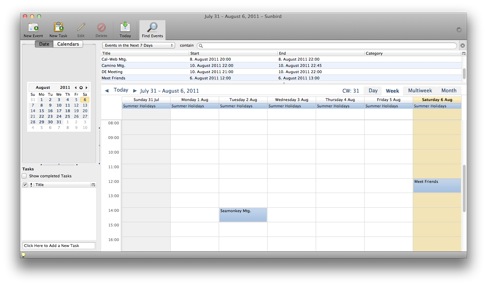 July 31 – August 6, 2011 – Sunbird
New Event New Task Edit Delete Today Find Events
Date Calendars
Events in the Next 7 Days contain
Title Start End Category
Cal-Web Mtg. 8. August 2011 20:00 8. August 2011 22:00
Camino Mtg. 10. August 2011 22:00 10. August 2011 22:45
DE Meeting 10. August 2011 21:00 10. August 2011 22:00
Meet Friends 6. August 2011 12:00 6. August 2011 13:00
August 2011
Su Mo Tu We Th Fr Sa
31 1 2 3 4 5 6
7 8 9 10 11 12 13
14 15 16 17 18 19 20
21 22 23 24 25 26 27
28 29 30 31 1 2 3
4 5 6 7 8 9 10
Today July 31 – August 6, 2011 CW: 31 Day Week Multiweek Month
Sunday 31 Jul Monday 1 Aug Tuesday 2 Aug Wednesday 3 Aug Thursday 4 Aug Friday 5 Aug Saturday 6 Aug
Summer Holidays Summer Holidays Summer Holidays Summer Holidays Summer Holidays Summer Holidays Summer Holidays
08:00
09:00
10:00
11:00
12:00
Meet Friends
13:00
14:00
Seamonkey Mtg.
15:00
16:00
Tasks
Show completed Tasks
! Title
Click Here to Add a New Task